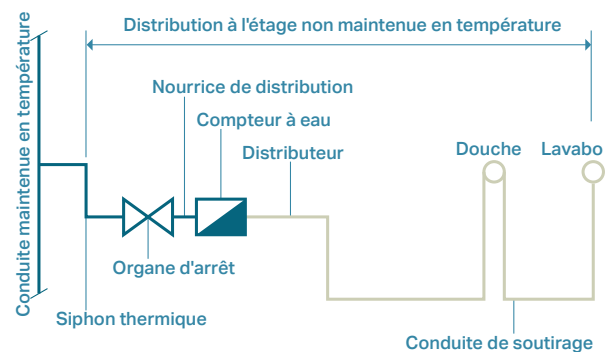 Distribution à l'étage non maintenue en température
Conduite maintenue en température
Nourrice de distribution
Compteur à eau
Distributeur
Douche
Lavabo
Organe d'arrêt
Siphon thermique
Conduite de soutirage